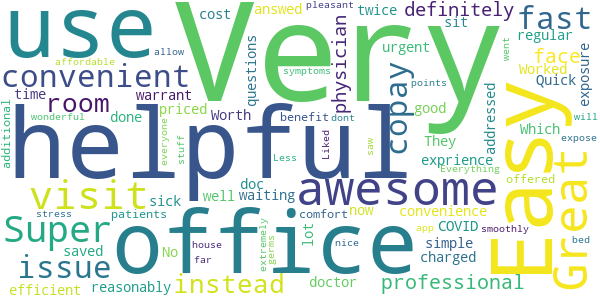 use
Very
cost
answed
pleasant
twice
definitely
sit
fast
physician
urgent
regular
face
allow
affordable
symptoms
went
convenient
questions
copay
Worked
Quick
exposure
time
room
warrant
priced
points
Worth
good
additional
wonderful
done
benefit
dont
addressed
Easy
will
helpful
everyone
stuff
Liked
saw
They
Which
expose
Less
exprience
Everything
visit
well
doc
waiting
awesome
offered
Great
sick
Super
stress
patients
comfort
now
convenience
office
No
extremely
germs
lot
app
COVID
smoothly
issue
saved
house
far
nice
simple
charged
bed
efficient
reasonably
instead
doctor
professional